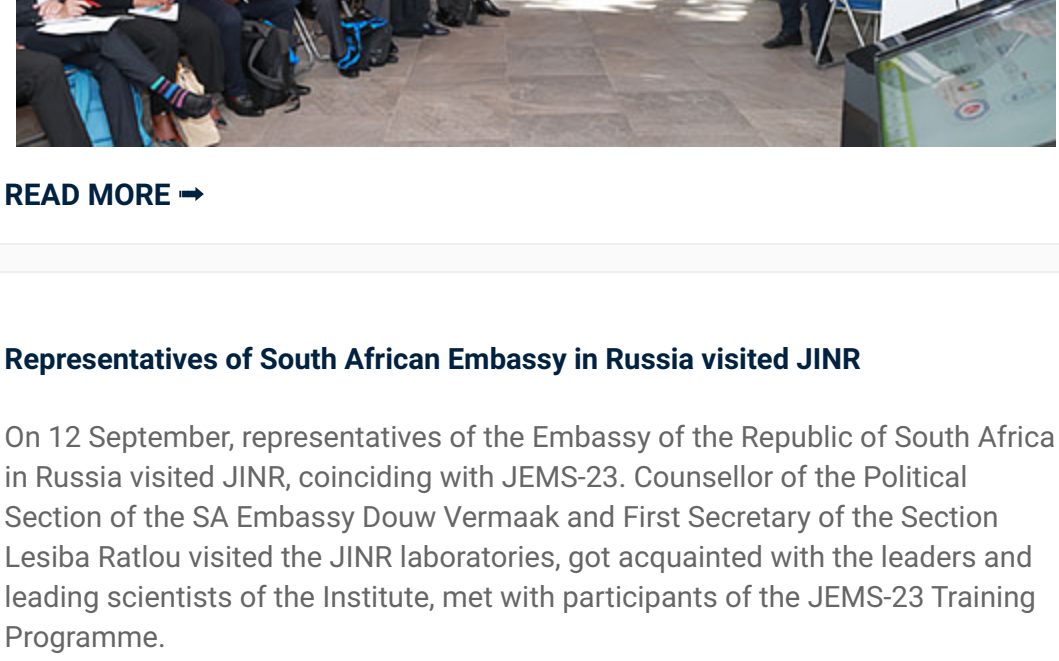 READ MORE ➡
Representatives of South African Embassy in Russia visited JINR
On 12 September, representatives of the Embassy of the Republic of South Africa
in Russia visited JINR, coinciding with JEMS-23. Counsellor of the Political
Section of the SA Embassy Douw Vermaak and First Secretary of the Section
Lesiba Ratlou visited the JINR laboratories, got acquainted with the leaders and
leading scientists of the Institute, met with participants of the JEMS-23 Training
Programme.